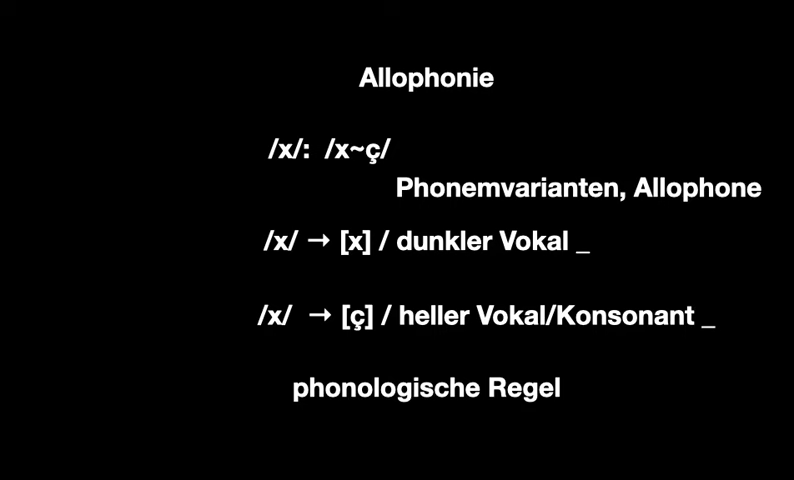 Allophonie
/x/: /x~ç/
Phonemvarianten, Allophone
/x/ → [x] / dunkler Vokal _
/x/ → [ç] / heller Vokal/Konsonant _
phonologische Regel